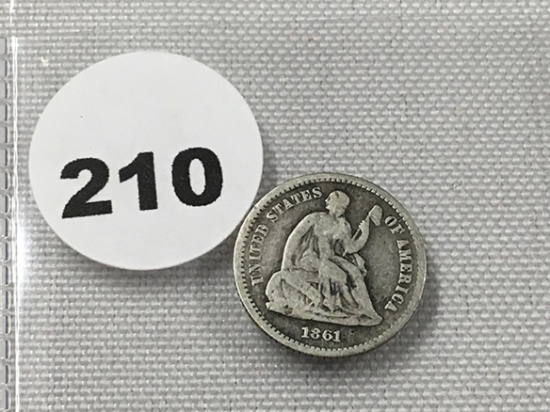 210
UNITED STATES OF AMERICA
1861